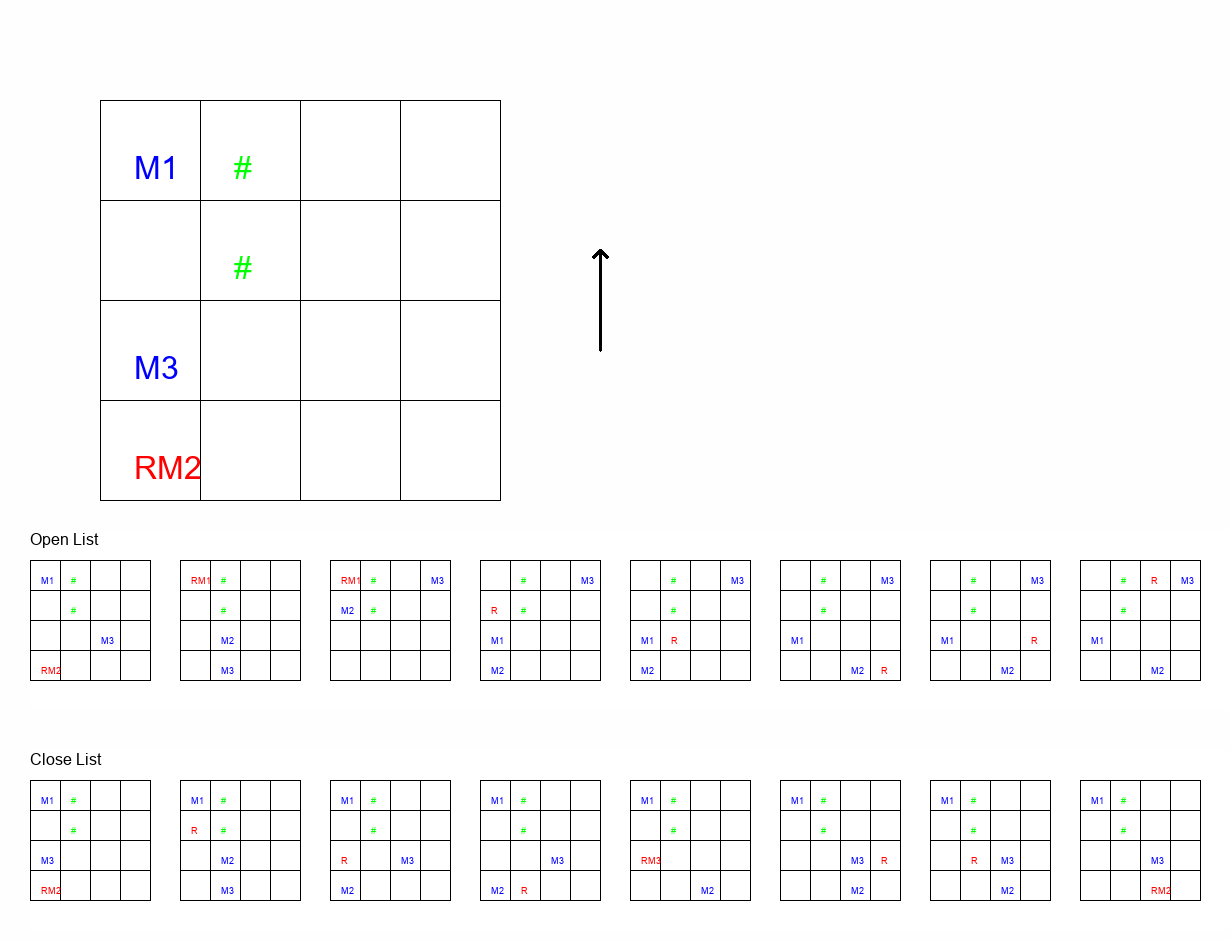 M1 #
#
M3
RM2
Open List
M1 # RM1 # RM1 # M3 # M3 # M3 # M3 # M3 # R M3
# # M2 # R # # # # #
M3 M2 M1 M1 R M1 M1 R M1
RM2 M3 M2 M2 M2 R M2 M2
Close List
M1 # M1 # M1 # M1 # M1 # M1 # M1 # M1 #
# R # # # # # # #
M3 M2 R M3 M3 RM3 M3 R R M3 M3
RM2 M3 M2 M2 R M2 M2 M2 RM2